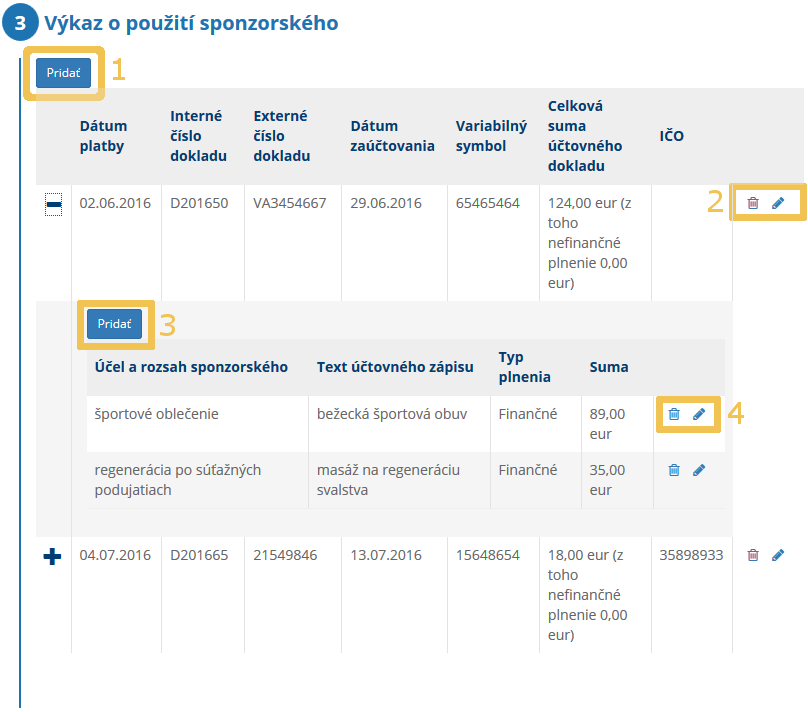 3 Výkaz o použití sponzorského
Pridať 1
Dátum platby Interné číslo dokladu Externé číslo dokladu Dátum zaúčtovania Variabilný symbol Celková suma účtovného dokladu IČO
02.06.2016 D201650 VA3454667 29.06.2016 65465464 124,00 eur (z toho nefinančné plnenie 0,00 eur) 2
Pridať 3
Účel a rozsah sponzorského Text účtovného zápisu Typ plnenia Suma
športové oblečenie bežecká športová obuv Finančné 89,00 eur 4
regenerácia po súťažných podujatiach masáž na regeneráciu svalstva Finančné 35,00 eur
04.07.2016 D201665 21549846 13.07.2016 15648654 18,00 eur (z toho nefinančné plnenie 0,00 eur) 35898933